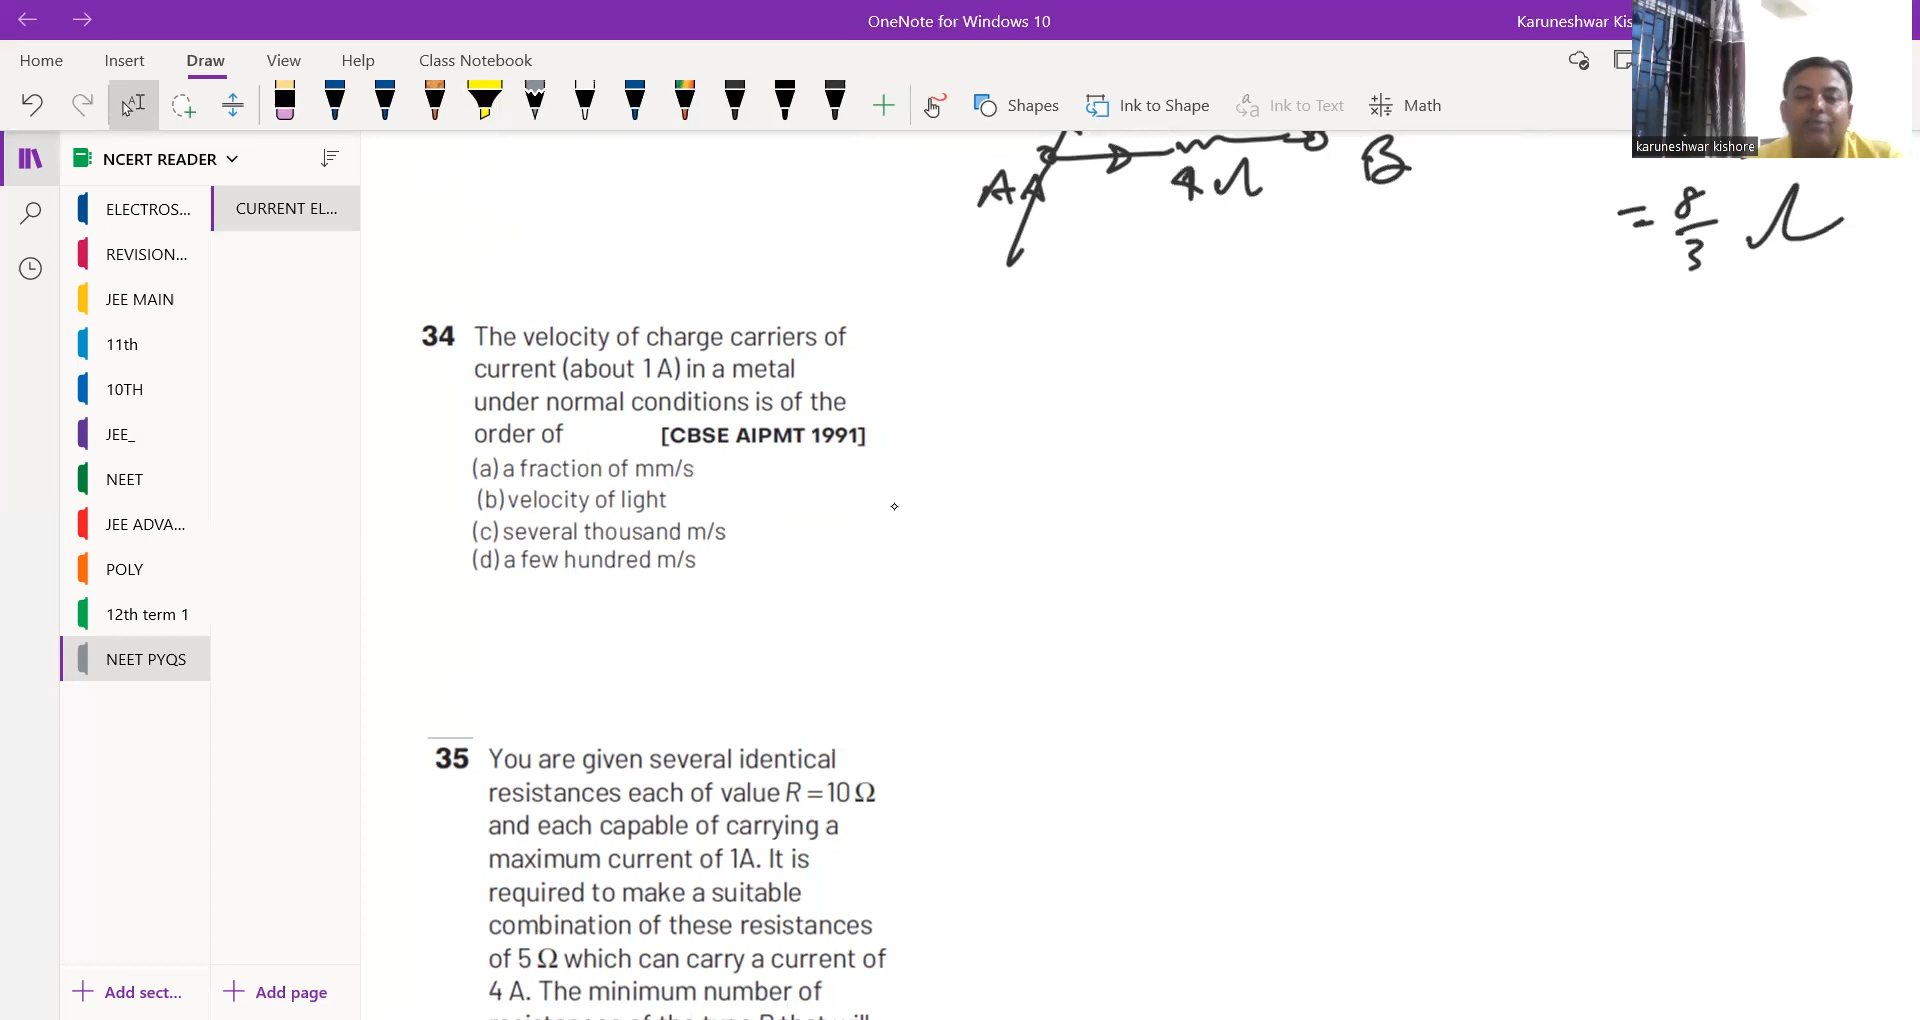 OneNote for Windows 10
Karuneshwar Kis
Home Insert Draw View Help Class Notebook
Shapes Ink to Shape Ink to Text Math
karuneshwar kishore
NCERT READER
ELECTROS...
REVISION...
JEE MAIN
11th
10TH
JEE_
NEET
JEE ADVA...
POLY
12th term 1
NEET PYQS
Add sect...
CURRENT EL...
Add page
A A 4 Ω B
= 8/3 Ω
34 The velocity of charge carriers of
current (about 1 A) in a metal
under normal conditions is of the
order of [CBSE AIPMT 1991]
(a) a fraction of mm/s
(b) velocity of light
(c) several thousand m/s
(d) a few hundred m/s
35 You are given several identical
resistances each of value R = 10 Ω
and each capable of carrying a
maximum current of 1A. It is
required to make a suitable
combination of these resistances
of 5 Ω which can carry a current of
4 A. The minimum number of
resistances of the type R that will